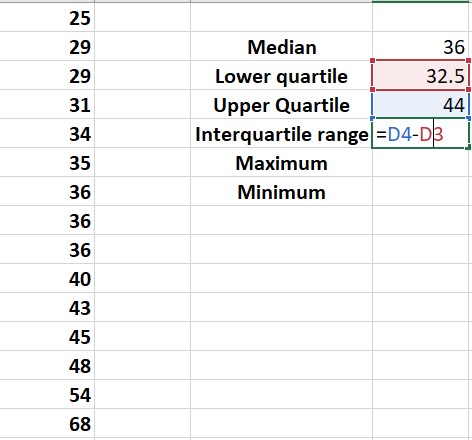 25
29 Median 36
29 Lower quartile 32.5
31 Upper Quartile 44
34 Interquartile range =D4-D3
35 Maximum
36 Minimum
36
36
40
43
45
48
54
68